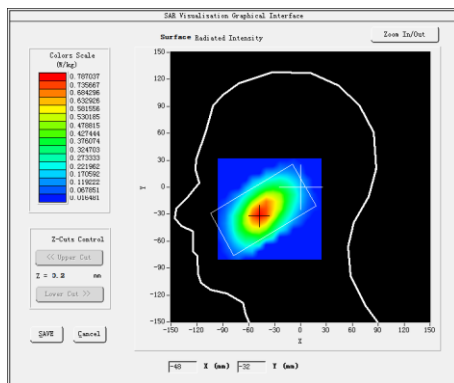 SAR Visualisation Graphical Interface
Surface Radiated Intensity
Zoom In/Out
Colors Scale
(W/kg)
0.787037
0.735667
0.684296
0.632926
0.581556
0.530185
0.478815
0.427444
0.376074
0.324703
0.273333
0.221962
0.170592
0.119222
0.067851
0.016481
150
120
90
60
30
0
-30
-60
-90
-120
-150
Y
-150 -120 -90 -60 -30 0 30 60 90 120 150
X
Z-Cuts Control
<< Upper Cut
Z = 3.2 mm
Lower Cut >>
SAVE Cancel
-48 X (mm) -32 Y (mm)